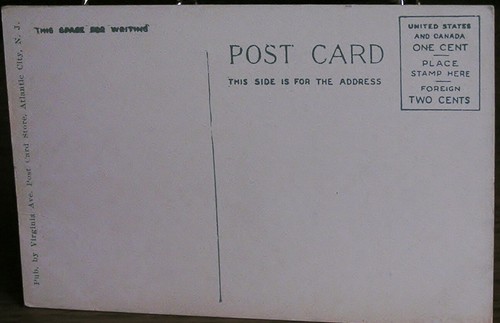 "THIS SPACE FOR WRITING"
POST CARD
THIS SIDE IS FOR THE ADDRESS
UNITED STATES
AND CANADA
ONE CENT
PLACE
STAMP HERE
FOREIGN
TWO CENTS
Pub. by Virginia Ave. Post Card Store, Atlantic City, N. J.